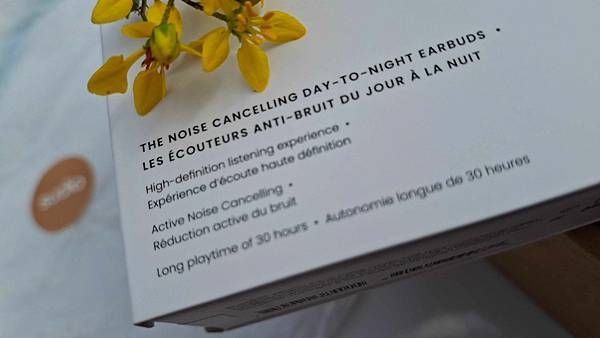 THE NOISE CANCELLING DAY-TO-NIGHT EARBUDS •
LES ÉCOUTEURS ANTI-BRUIT DU JOUR À LA NUIT
High-definition listening experience •
Expérience d'écoute haute définition
Active Noise Cancelling •
Réduction active du bruit
Long playtime of 30 hours • Autonomie longue de 30 heures